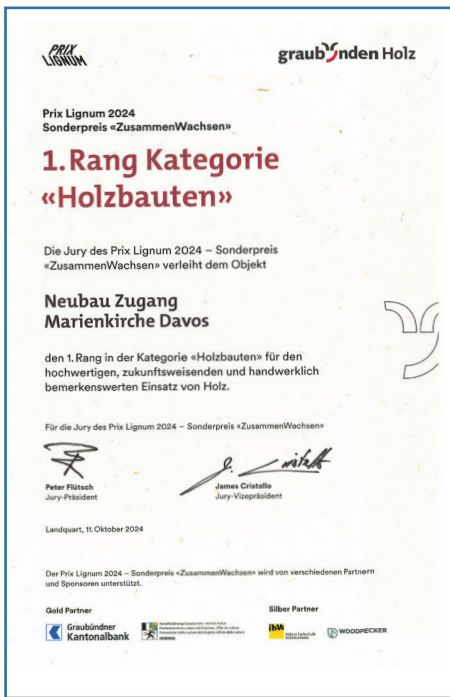 PRIX
LIGNUM
graubünden Holz
Prix Lignum 2024
Sonderpreis «ZusammenWachsen»
1. Rang Kategorie
«Holzbauten»
Die Jury des Prix Lignum 2024 – Sonderpreis
«ZusammenWachsen» verleiht dem Objekt
Neubau Zugang
Marienkirche Davos
den 1. Rang in der Kategorie «Holzbauten» für den
hochwertigen, zukunftsweisenden und handwerklich
bemerkenswerten Einsatz von Holz.
Für die Jury des Prix Lignum 2024 – Sonderpreis «ZusammenWachsen»
Peter Flütsch
Jury-Präsident
James Cristallo
Jury-Vizepräsident
Landquart, 11. Oktober 2024
Der Prix Lignum 2024 – Sonderpreis «ZusammenWachsen» wird von verschiedenen Partnern
und Sponsoren unterstützt.
Gold Partner
Silber Partner
Graubündner
Kantonalbank
ibW
WOODPECKER